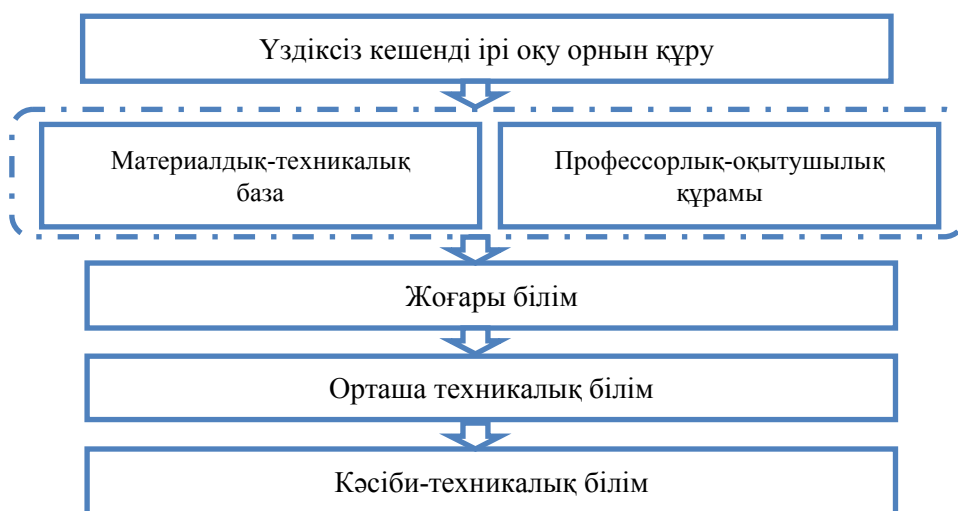 Үздіксіз кешенді ірі оқу орнын құру
Материалдық-техникалық
база
Профессорлық-оқытушылық
құрамы
Жоғары білім
Орташа техникалық білім
Кәсіби-техникалық білім